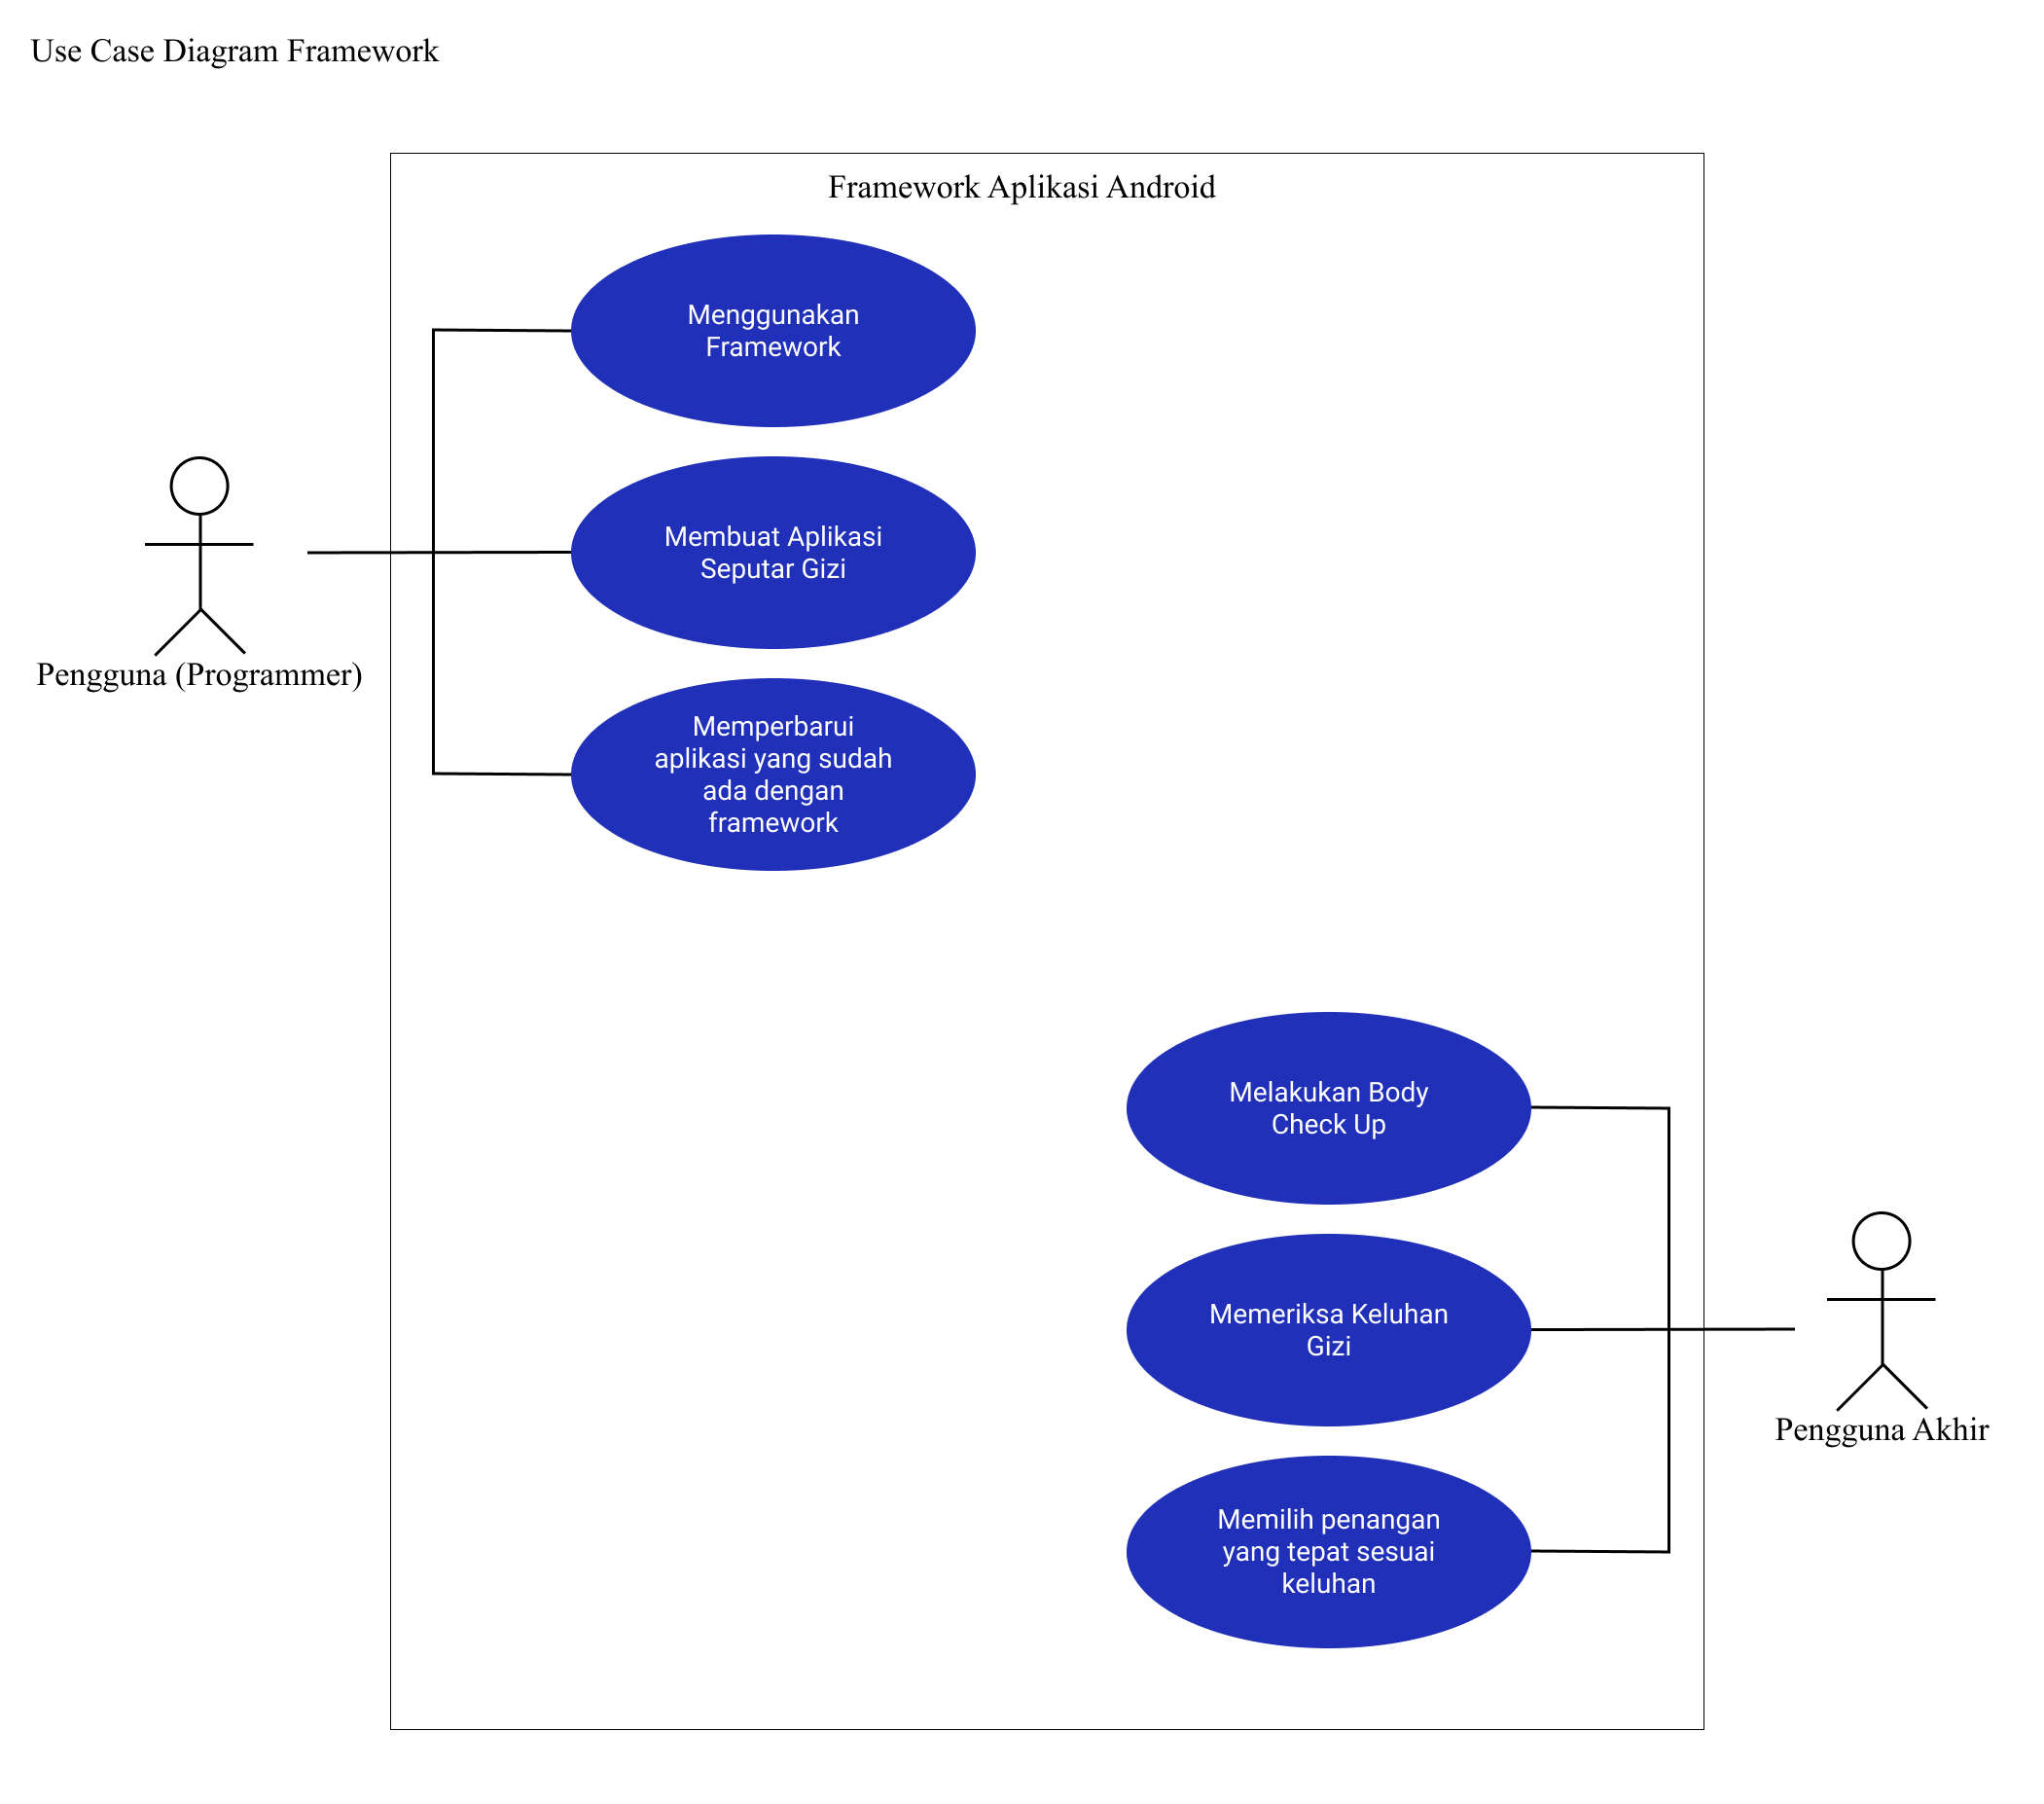 Use Case Diagram Framework
Framework Aplikasi Android
Menggunakan
Framework
Membuat Aplikasi
Seputar Gizi
Pengguna (Programmer)
Memperbarui
aplikasi yang sudah
ada dengan
framework
Melakukan Body
Check Up
Memeriksa Keluhan
Gizi
Pengguna Akhir
Memilih penangan
yang tepat sesuai
keluhan